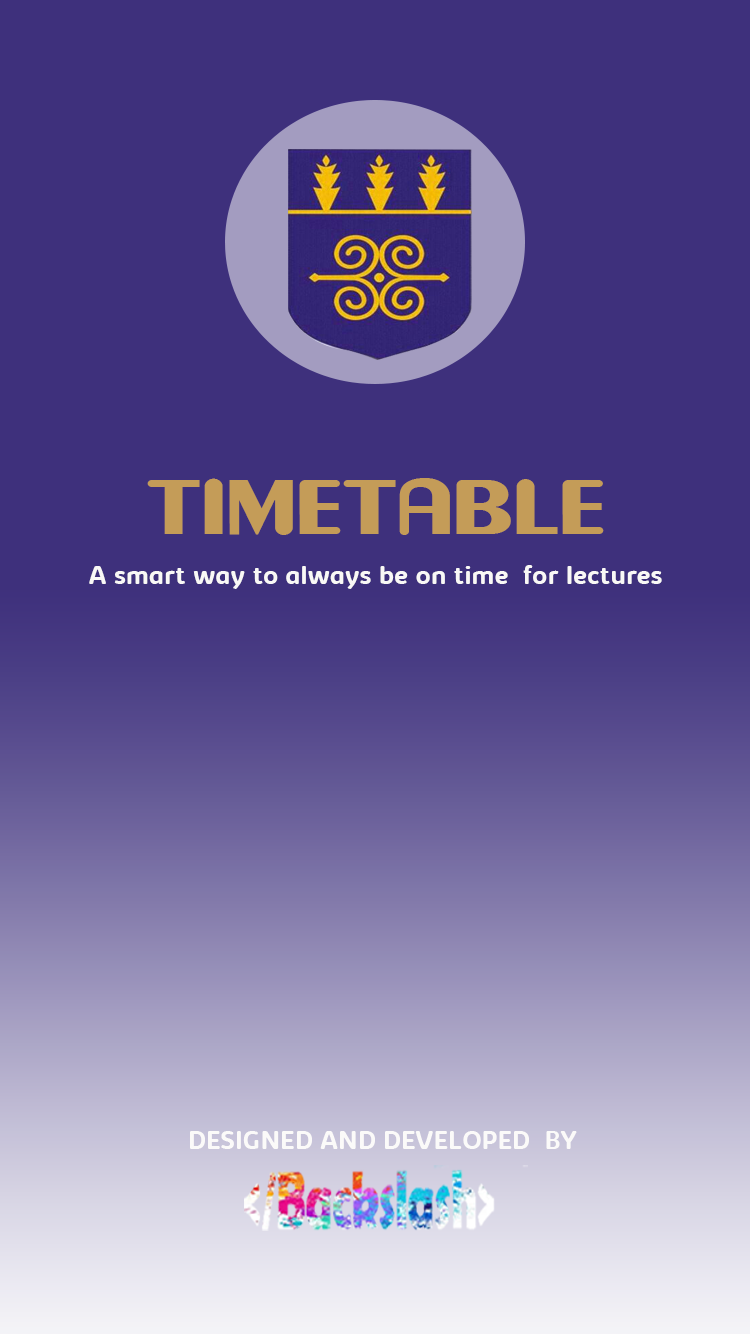 TIMETABLE
A smart way to always be on time for lectures
DESIGNED AND DEVELOPED BY
</Backslash>